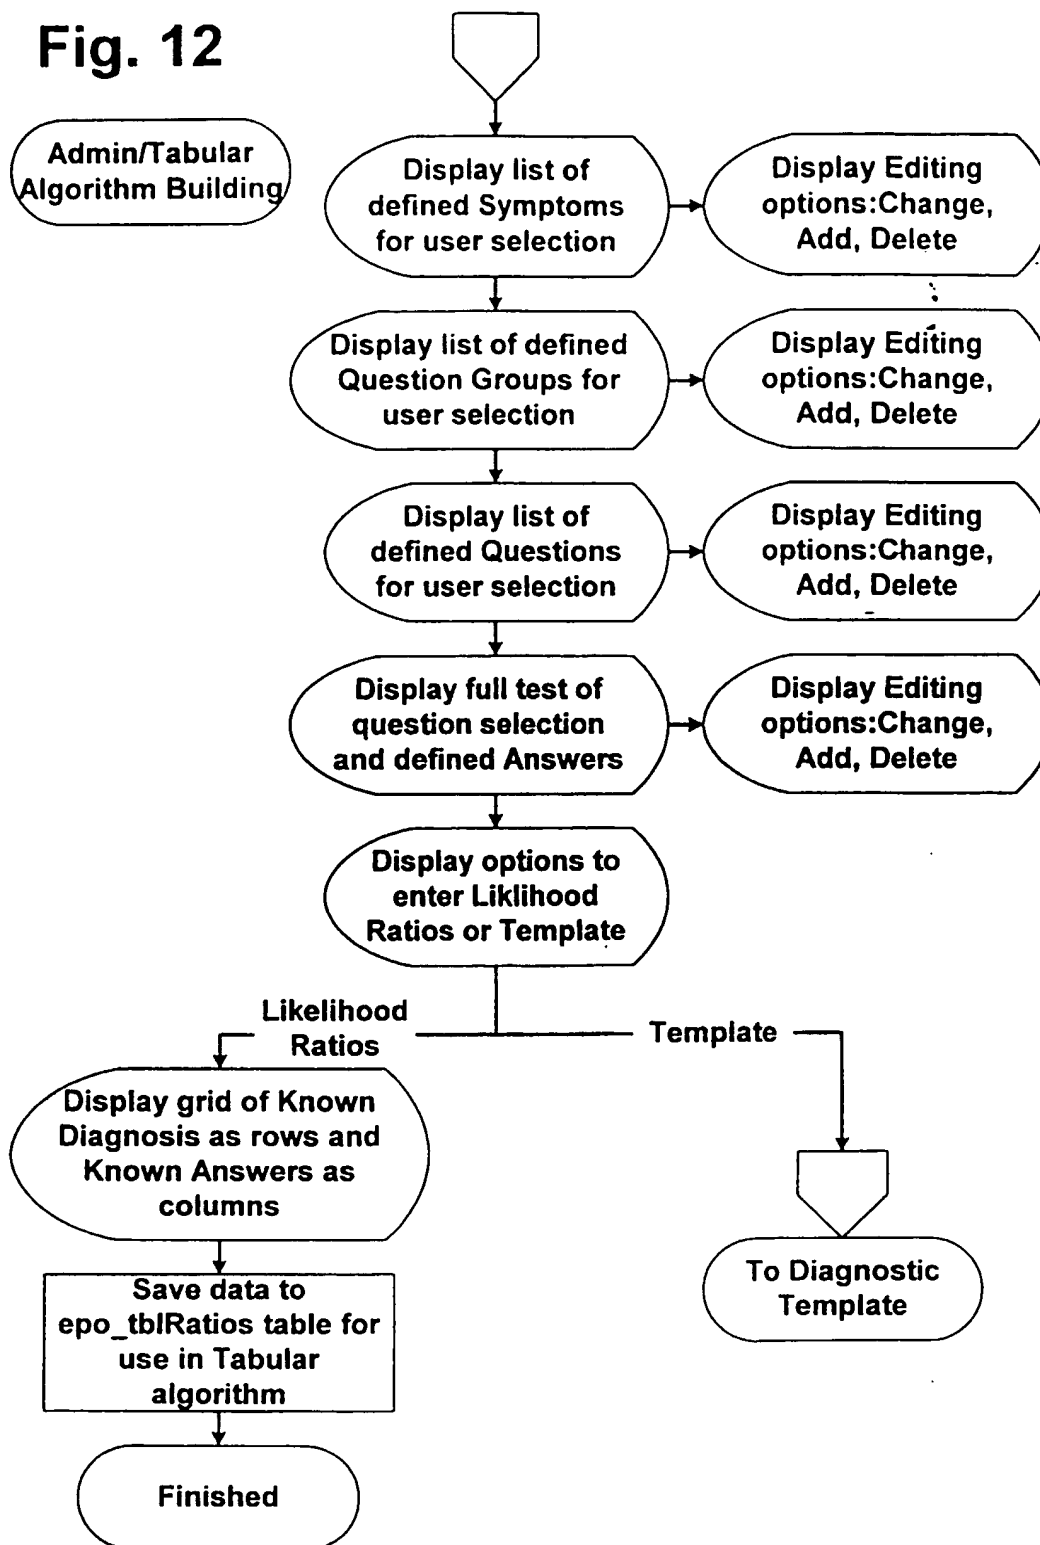 Fig. 12
Admin/Tabular
Algorithm Building
Display list of
defined Symptoms
for user selection
Display Editing
options:Change,
Add, Delete
Display list of defined
Question Groups for
user selection
Display Editing
options:Change,
Add, Delete
Display list of
defined Questions
for user selection
Display Editing
options:Change,
Add, Delete
Display full test of
question selection
and defined Answers
Display Editing
options:Change,
Add, Delete
Display options to
enter Liklihood
Ratios or Template
Likelihood
Ratios
Template
Display grid of Known
Diagnosis as rows and
Known Answers as
columns
To Diagnostic
Template
Save data to
epo_tblRatios table for
use in Tabular
algorithm
Finished